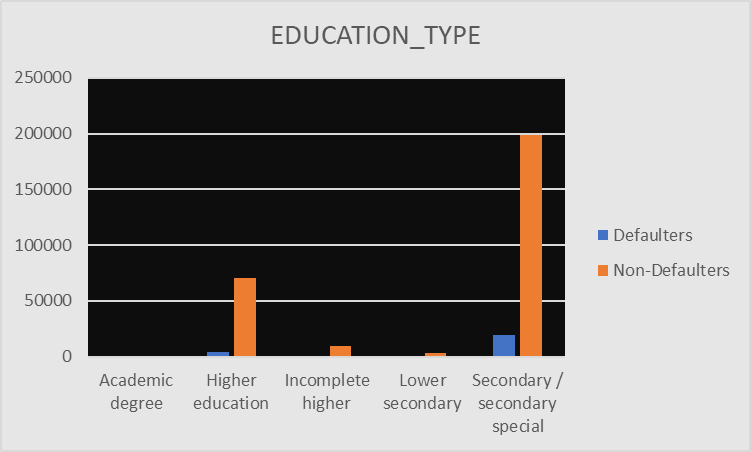 EDUCATION_TYPE
250000
200000
150000
100000
50000
0
Academic
degree
Higher
education
Incomplete
higher
Lower
secondary
Secondary /
secondary
special
Defaulters
Non-Defaulters